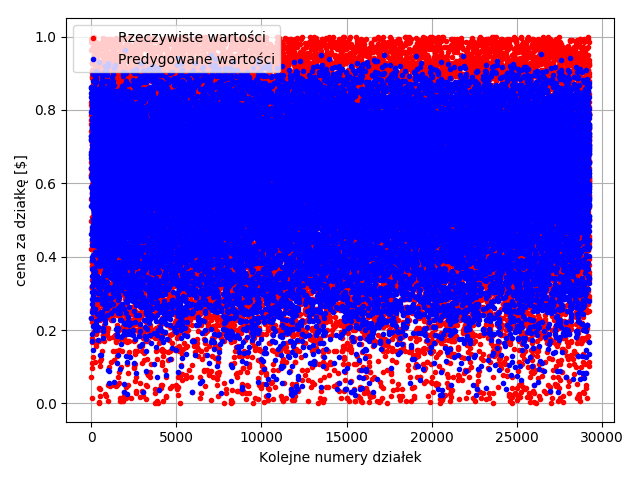 Rzeczywiste wartości
Predygowane wartości
cena za działkę [$]
1.0
0.8
0.6
0.4
0.2
0.0
0 5000 10000 15000 20000 25000 30000
Kolejne numery działek